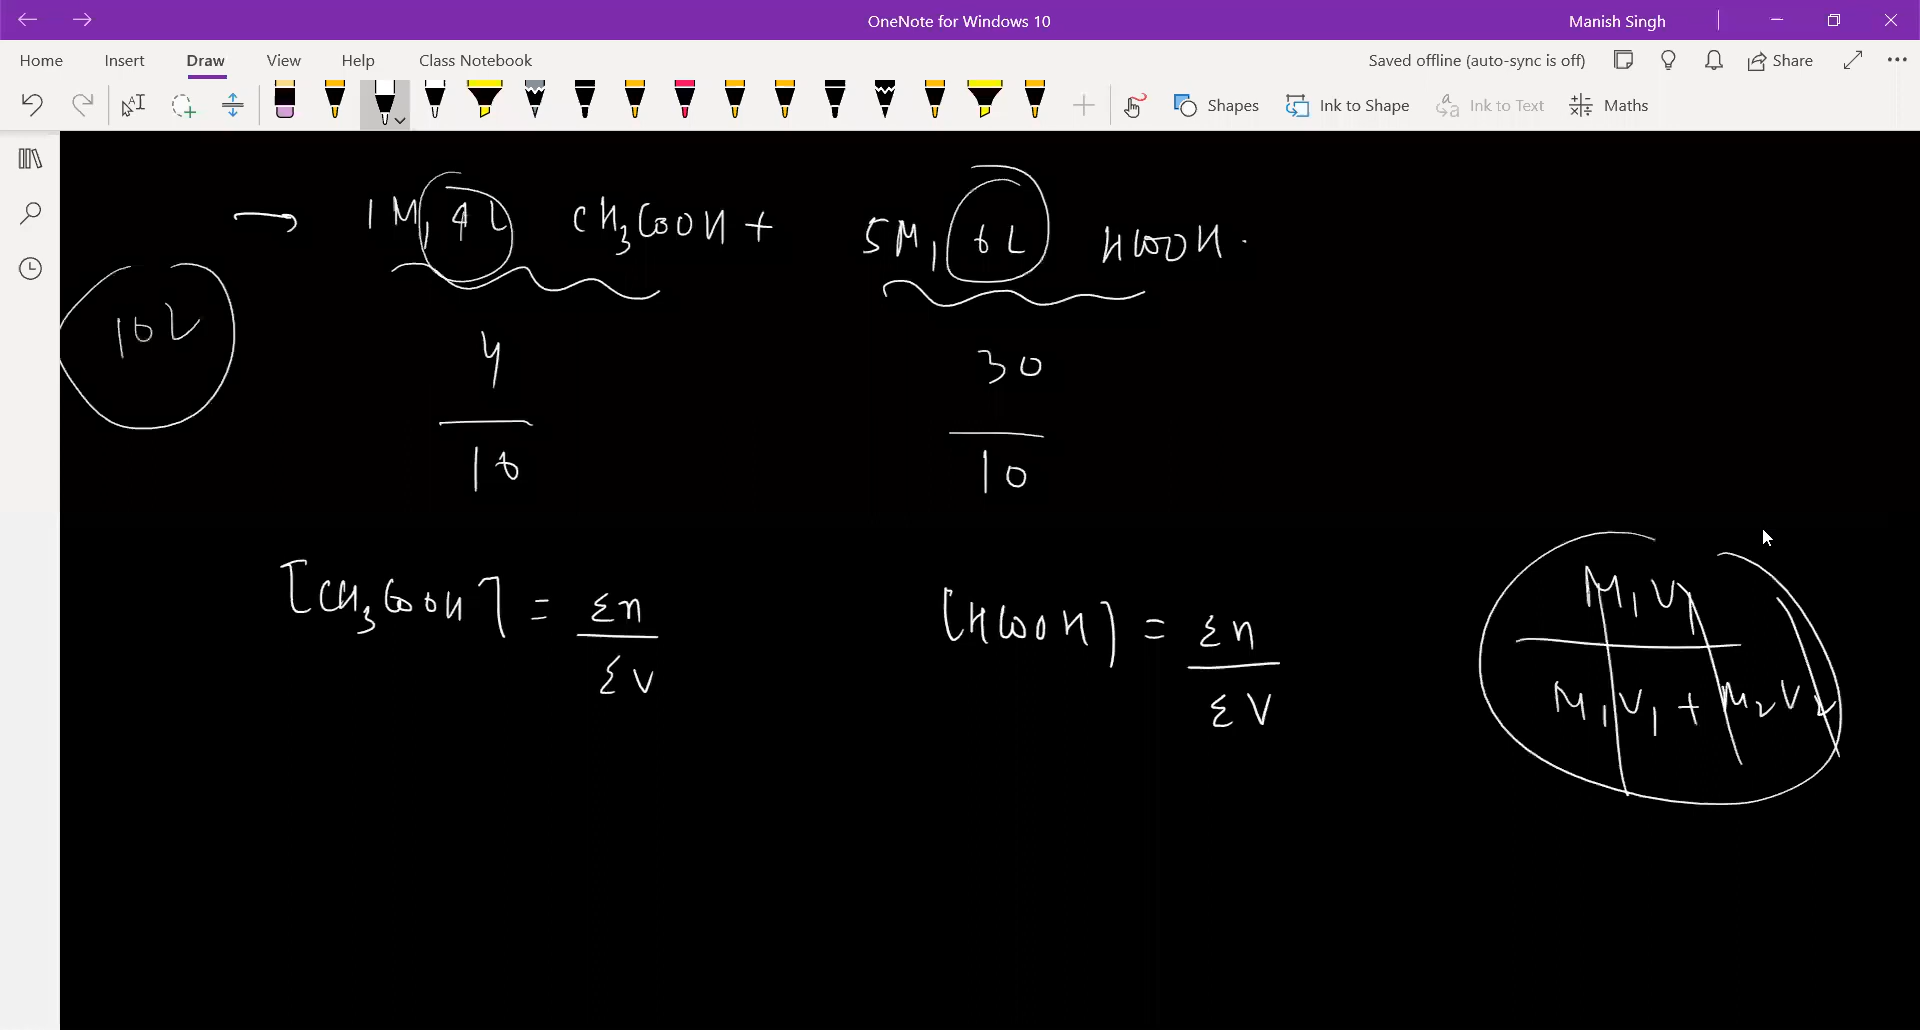 OneNote for Windows 10
Manish Singh
Home Insert Draw View Help Class Notebook
Saved offline (auto-sync is off) Share
Shapes Ink to Shape Ink to Text Maths
1M, 4L CH3COOH + 5M, 6L HCOOH.
10L
4 30
10 10
[CH3COOH] = Σn
ΣV
[HCOOH] = Σn
ΣV
M1V1
M1V1 + M2V2